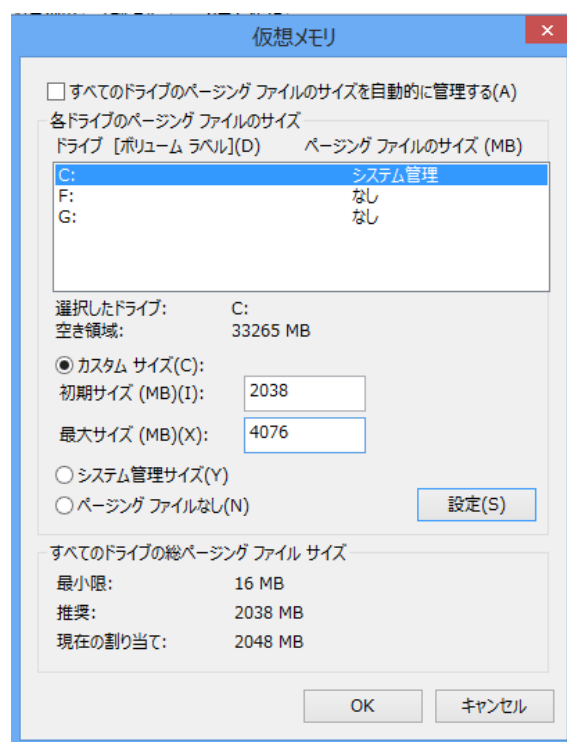 仮想メモリ
すべてのドライブのページング ファイルのサイズを自動的に管理する(A)
各ドライブのページング ファイルのサイズ
ドライブ [ボリューム ラベル](D) ページング ファイルのサイズ (MB)
C: システム管理
F: なし
G: なし
選択したドライブ: C:
空き領域: 33265 MB
カスタム サイズ(C):
初期サイズ (MB)(I): 2038
最大サイズ (MB)(X): 4076
システム管理サイズ(Y)
ページング ファイルなし(N) 設定(S)
すべてのドライブの総ページング ファイル サイズ
最小限: 16 MB
推奨: 2038 MB
現在の割り当て: 2048 MB
OK キャンセル